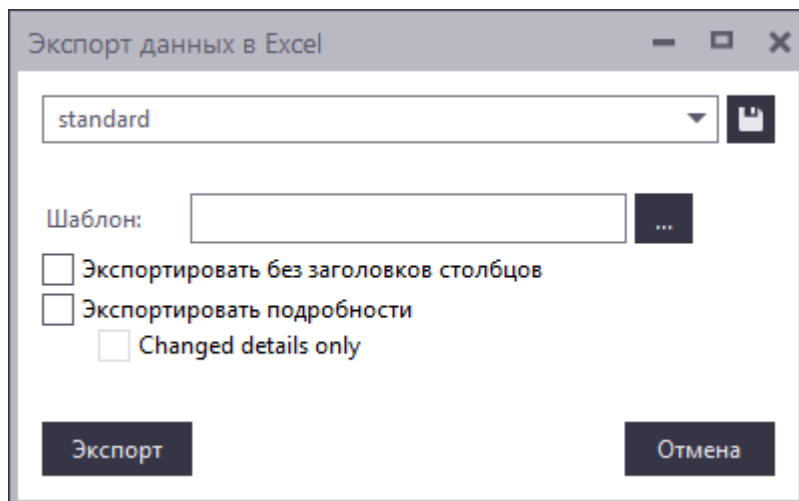 Экспорт данных в Excel
standard
Шаблон:
...
Экспортировать без заголовков столбцов
Экспортировать подробности
Changed details only
Экспорт
Отмена